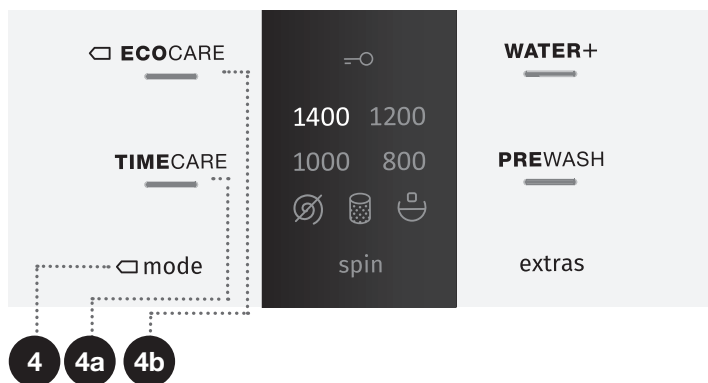 ECOCARE
WATER+
1400 1200
1000 800
TIMECARE
PREWASH
mode
spin
extras
4 4a 4b